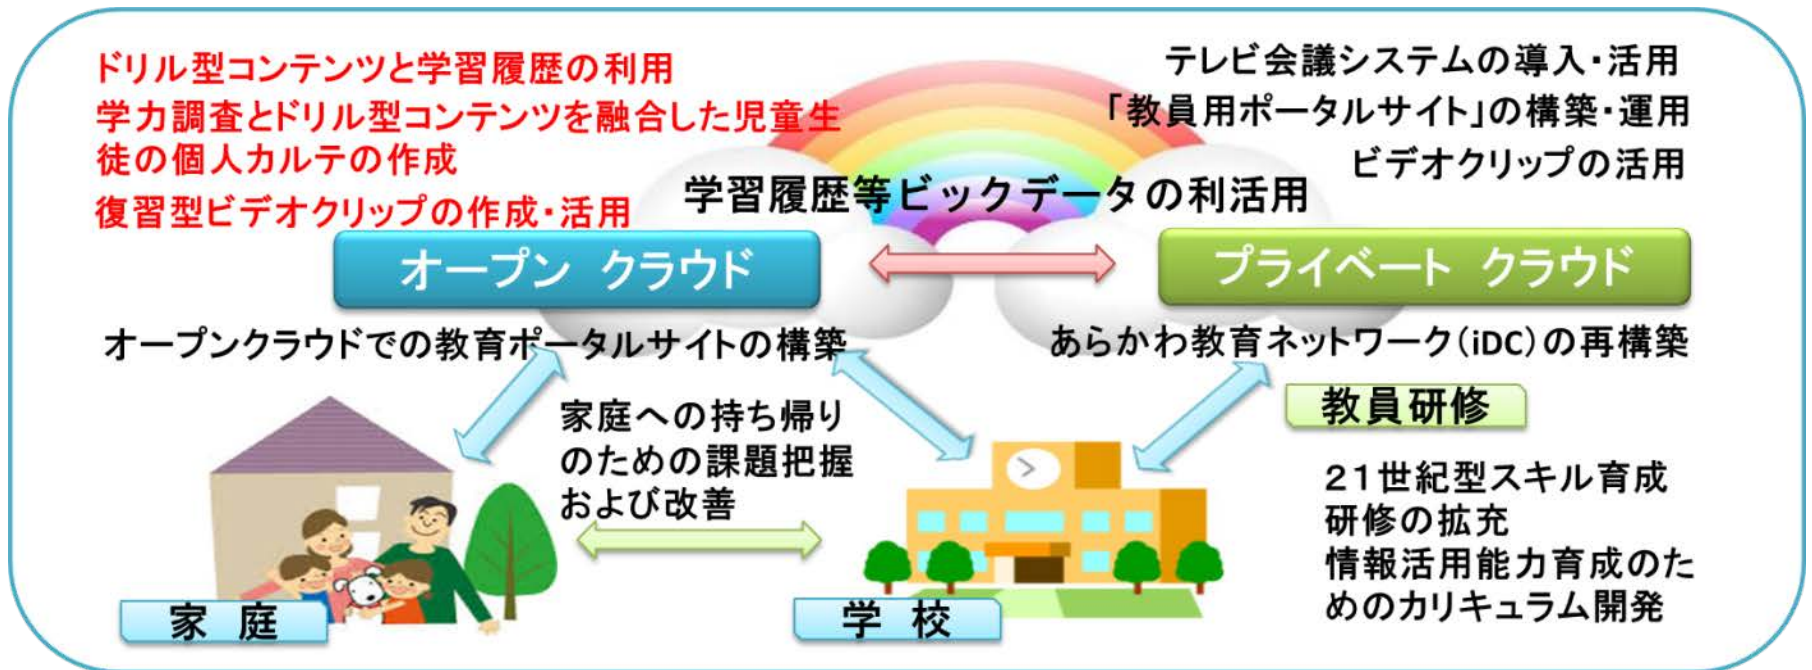 ドリル型コンテンツと学習履歴の利用
学力調査とドリル型コンテンツを融合した児童生
徒の個人カルテの作成
復習型ビデオクリップの作成・活用
テレビ会議システムの導入・活用
「教員用ポータルサイト」の構築・運用
ビデオクリップの活用
学習履歴等ビックデータの利活用
オープン クラウド
プライベート クラウド
オープンクラウドでの教育ポータルサイトの構築
あらかわ教育ネットワーク(iDC)の再構築
家庭への持ち帰り
のための課題把握
および改善
教員研修
21世紀型スキル育成
研修の拡充
情報活用能力育成のた
めのカリキュラム開発
家 庭
学 校